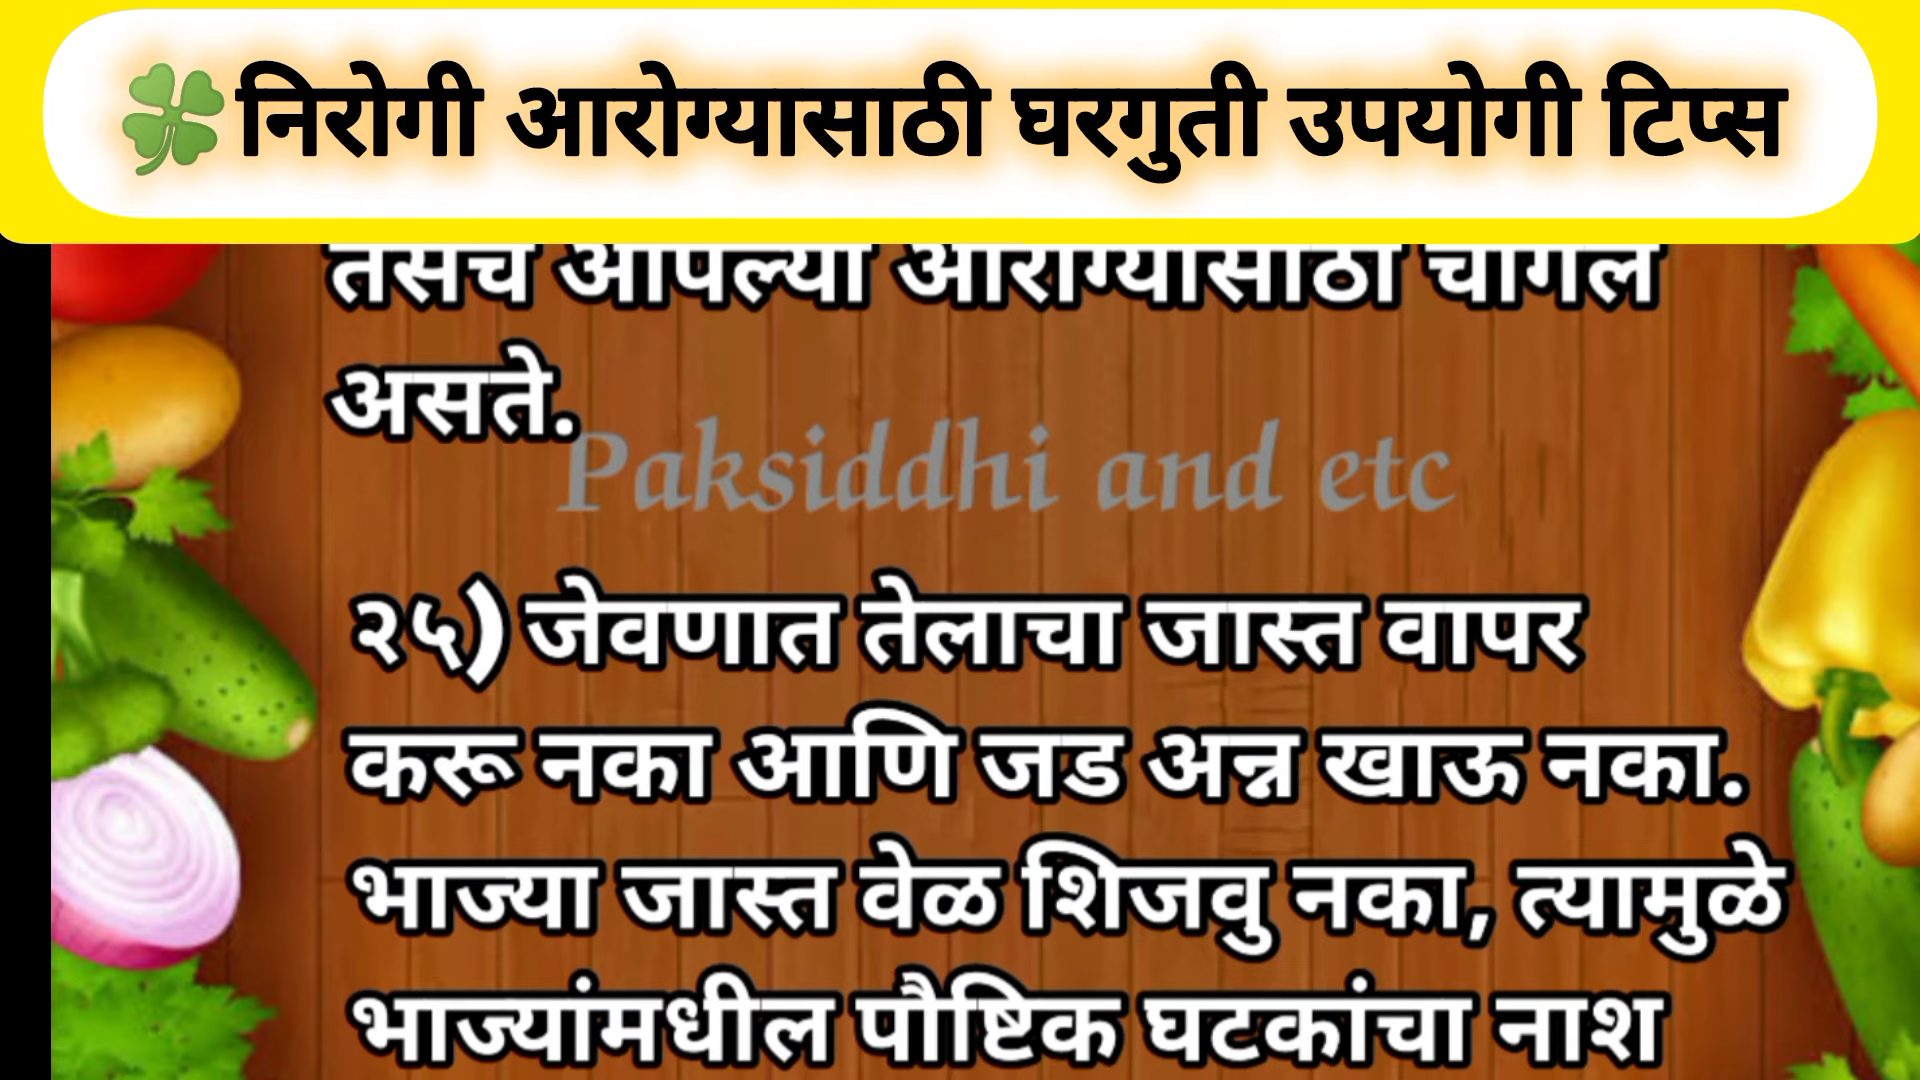 🍀निरोगी आरोग्यासाठी घरगुती उपयोगी टिप्स
तसेच आपल्या आरोग्यासाठी चांगले
असते.
Paksiddhi and etc
२५) जेवणात तेलाचा जास्त वापर
करू नका आणि जड अन्न खाऊ नका.
भाज्या जास्त वेळ शिजवु नका, त्यामुळे
भाज्यांमधील पौष्टिक घटकांचा नाश